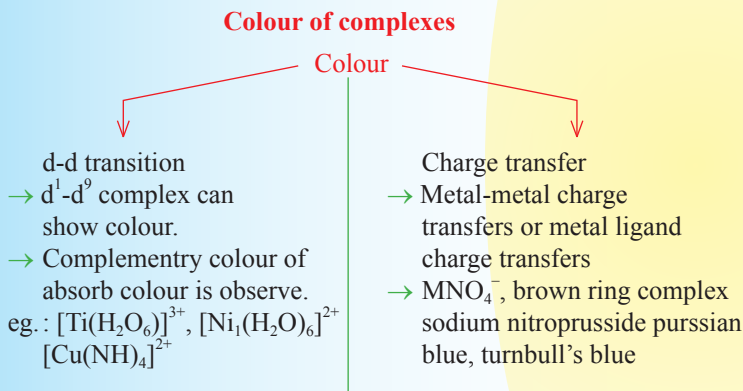 Colour of complexes
Colour
d-d transition
→ d¹-d⁹ complex can
show colour.
→ Complementry colour of
absorb colour is observe.
eg.: [Ti(H₂O₆)]³⁺, [Ni₁(H₂O)₆]²⁺
[Cu(NH)₄]²⁺
Charge transfer
→ Metal-metal charge
transfers or metal ligand
charge transfers
→ MNO₄⁻, brown ring complex
sodium nitroprusside purssian
blue, turnbull's blue